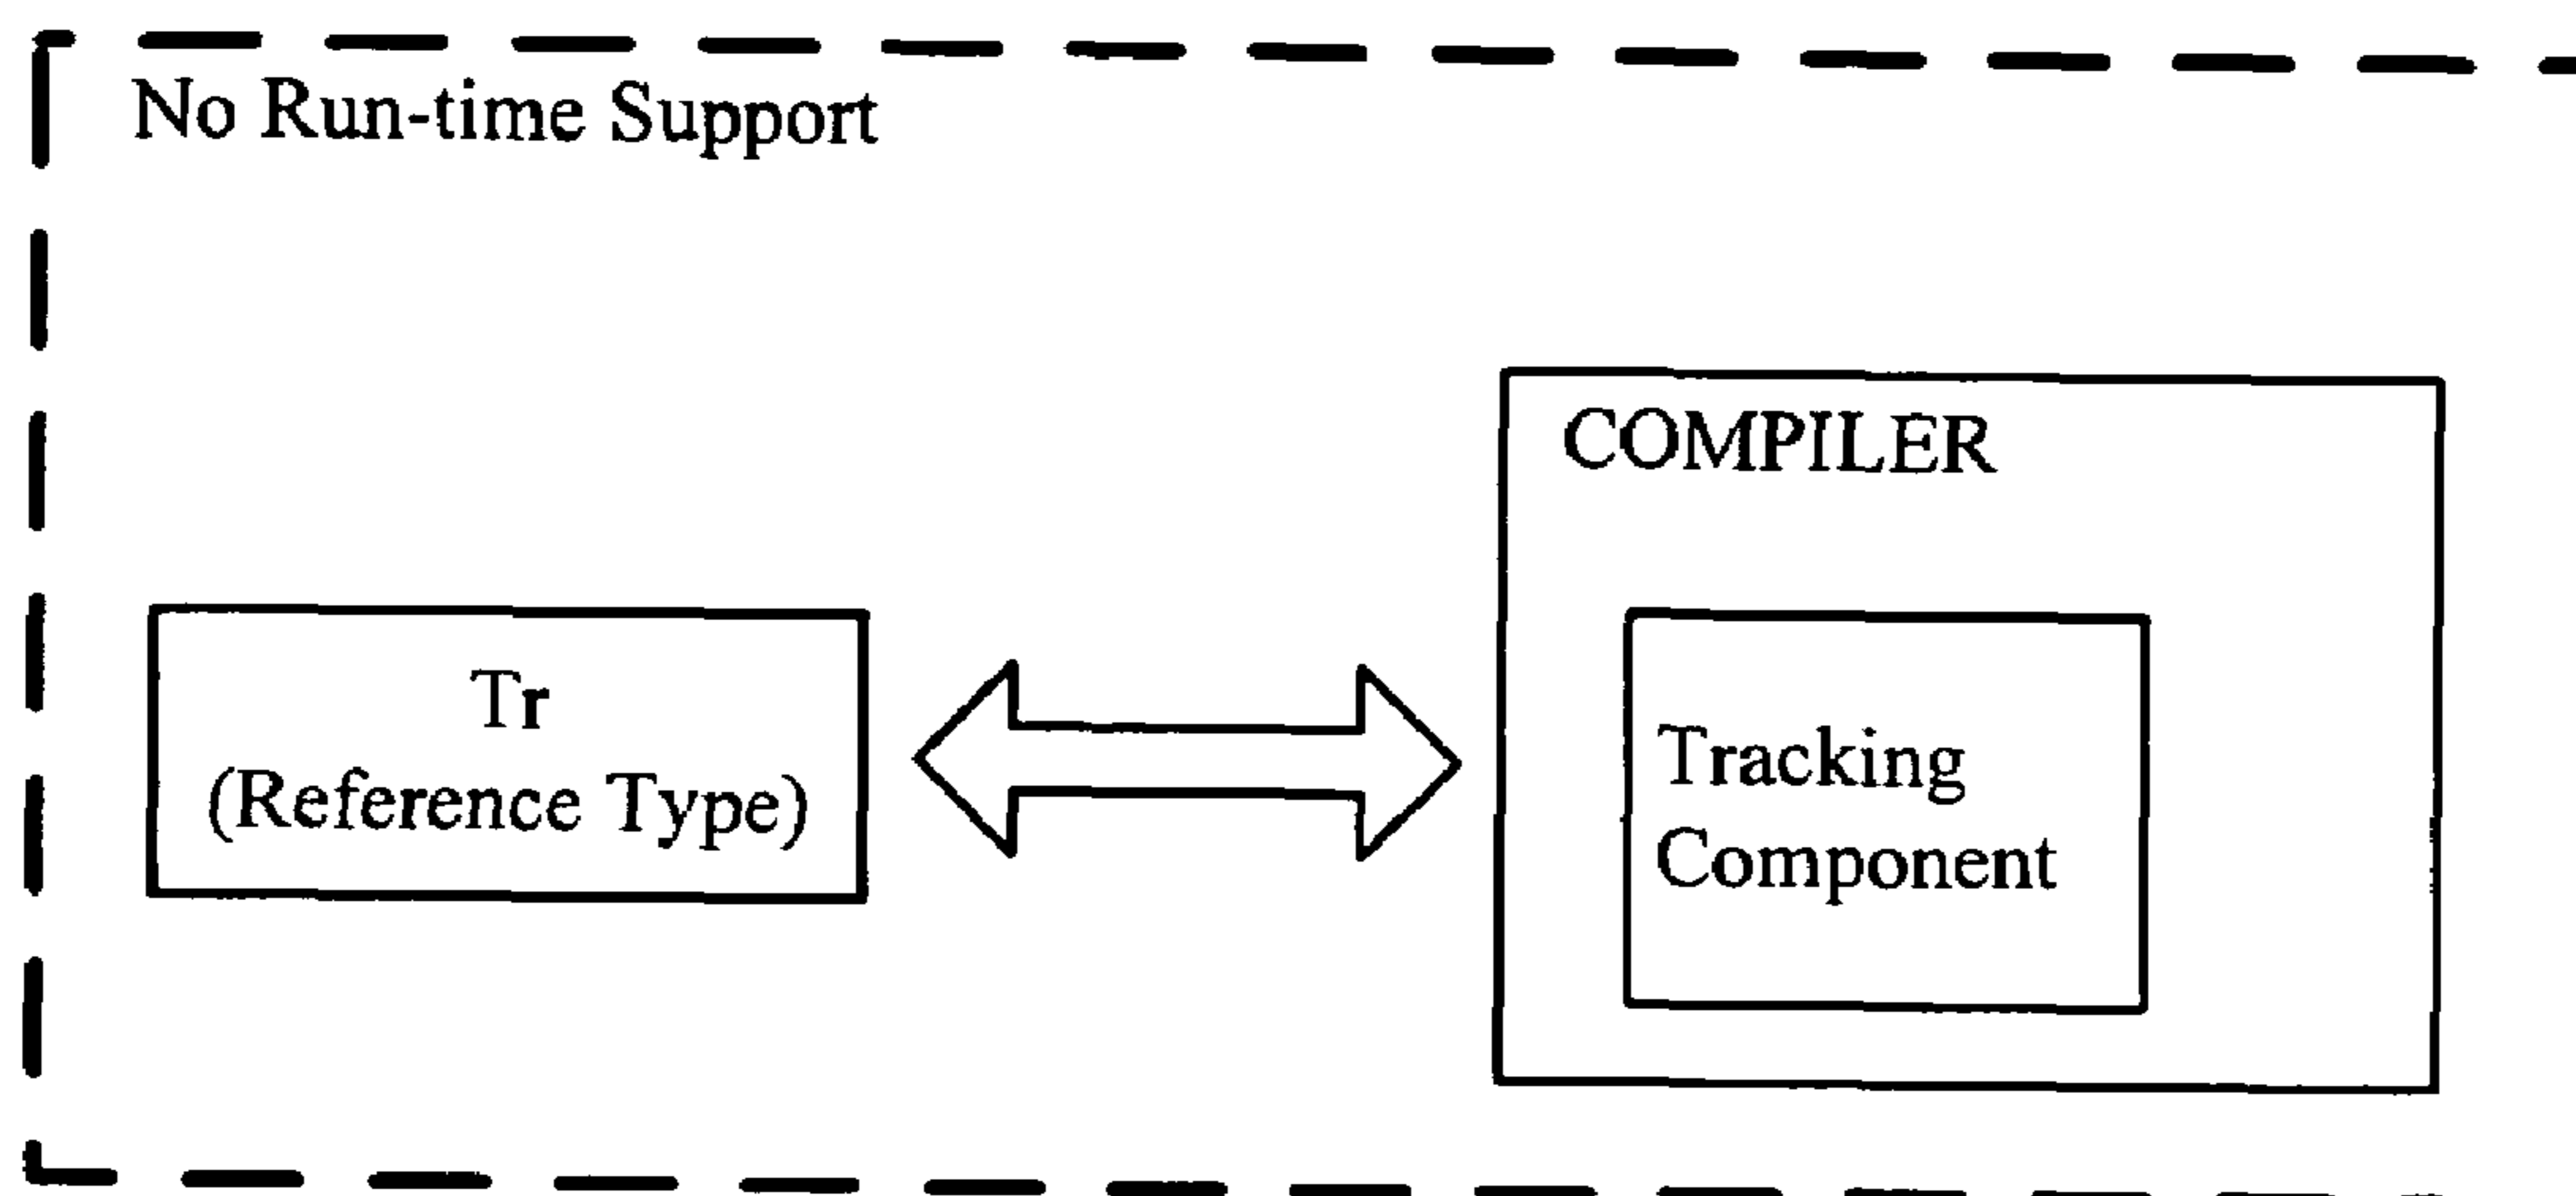 No Run-time Support
COMPILER
Tr
(Reference Type)
Tracking
Component